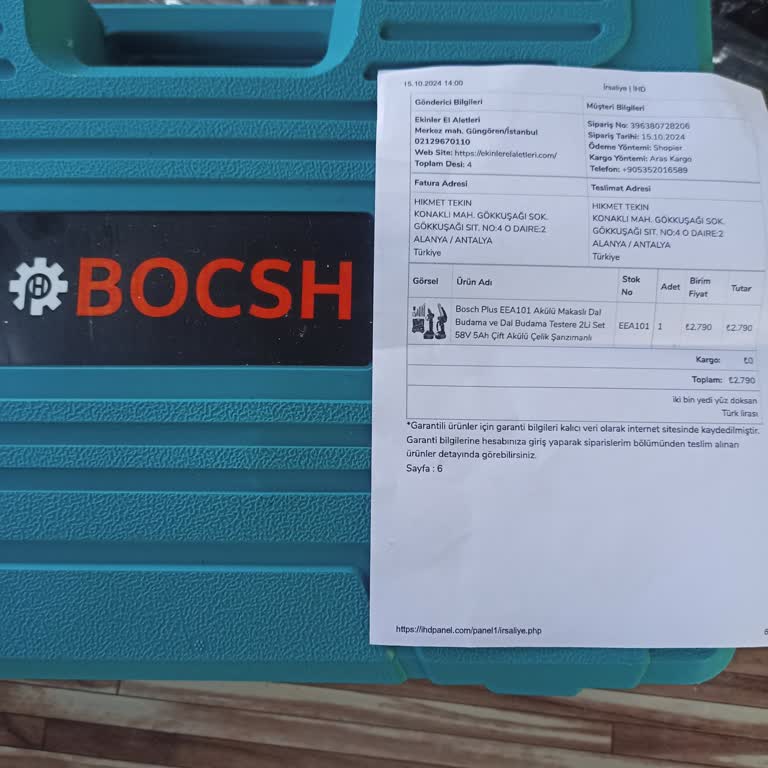 BOCSH
15.10.2024 14:00
İrsaliye | İHD
Gönderici Bilgileri
Ekinler El Aletleri
Merkez mah. Güngören/İstanbul
02129670110
Web Site: https://ekinlerelaletleri.com/
Toplam Desi: 4
Müşteri Bilgileri
Sipariş No: 396380728206
Sipariş Tarihi: 15.10.2024
Ödeme Yöntemi: Shopier
Kargo Yöntemi: Aras Kargo
Telefon: +905352016589
Fatura Adresi
HIKMET TEKIN
KONAKLI MAH. GÖKKUŞAĞI SOK.
GÖKKUŞAĞI SIT. NO:4 O DAIRE:2
ALANYA / ANTALYA
Türkiye
Teslimat Adresi
HIKMET TEKIN
KONAKLI MAH. GÖKKUŞAĞI SOK.
GÖKKUŞAĞI SIT. NO:4 O DAIRE:2
ALANYA / ANTALYA
Türkiye
Görsel Ürün Adı Stok No Adet Birim Fiyat Tutar
Bosch Plus EEA101 Akülü Makaslı Dal
Budama ve Dal Budama Testere 2Li Set
58V 5Ah Çift Akülü Çelik Şanzımanlı
EEA101 1 ₺2.790 ₺2.790
Kargo: ₺0
Toplam: ₺2.790
iki bin yedi yüz doksan
Türk lirası
*Garantili ürünler için garanti bilgileri kalıcı veri olarak internet sitesinde kaydedilmiştir.
Garanti bilgilerine hesabınıza giriş yaparak siparislerim bölümünden teslim alınan
ürünler detayında görebilirsiniz.
Sayfa : 6
https://ihdpanel.com/panel1/irsaliye.php